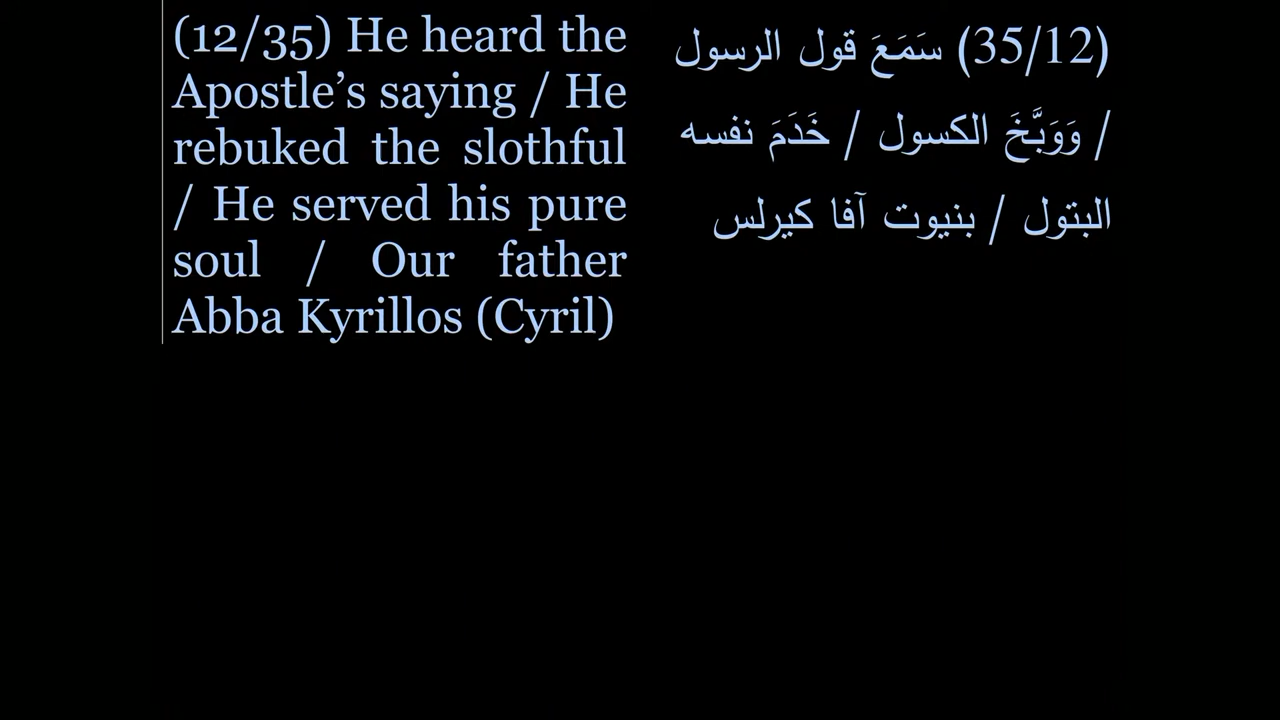 (12/35) He heard the
Apostle’s saying / He
rebuked the slothful
/ He served his pure
soul / Our father
Abba Kyrillos (Cyril)
(35/12) سَمَعَ قول الرسول
/ وَوَبَّخَ الكسول / خَدَمَ نفسه
البتول / بنيوت آفا كيرلس